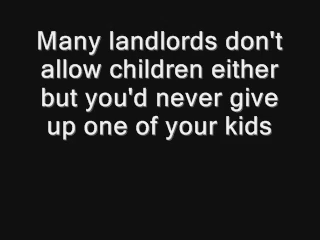 Many landlords don't
allow children either
but you'd never give
up one of your kids